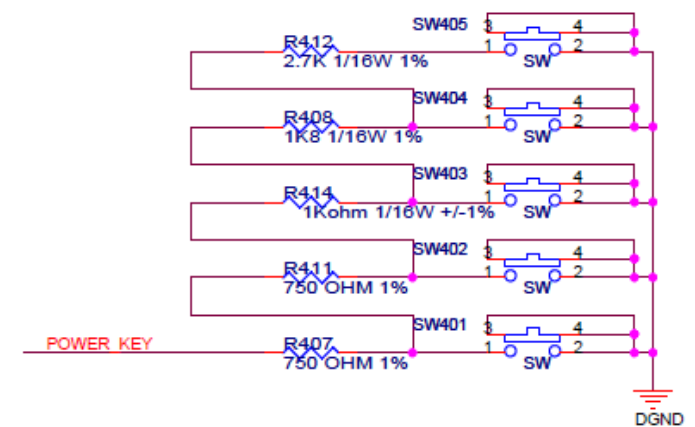 SW405
R412 3 4
1 2
2.7K 1/16W 1% SW
SW404
R408 3 4
1 2
1K8 1/16W 1% SW
SW403
R414 3 4
1 2
1Kohm 1/16W +/-1% SW
SW402
R411 3 4
1 2
750 OHM 1% SW
SW401
R407 3 4
POWER_KEY 1 2
750 OHM 1% SW
DGND